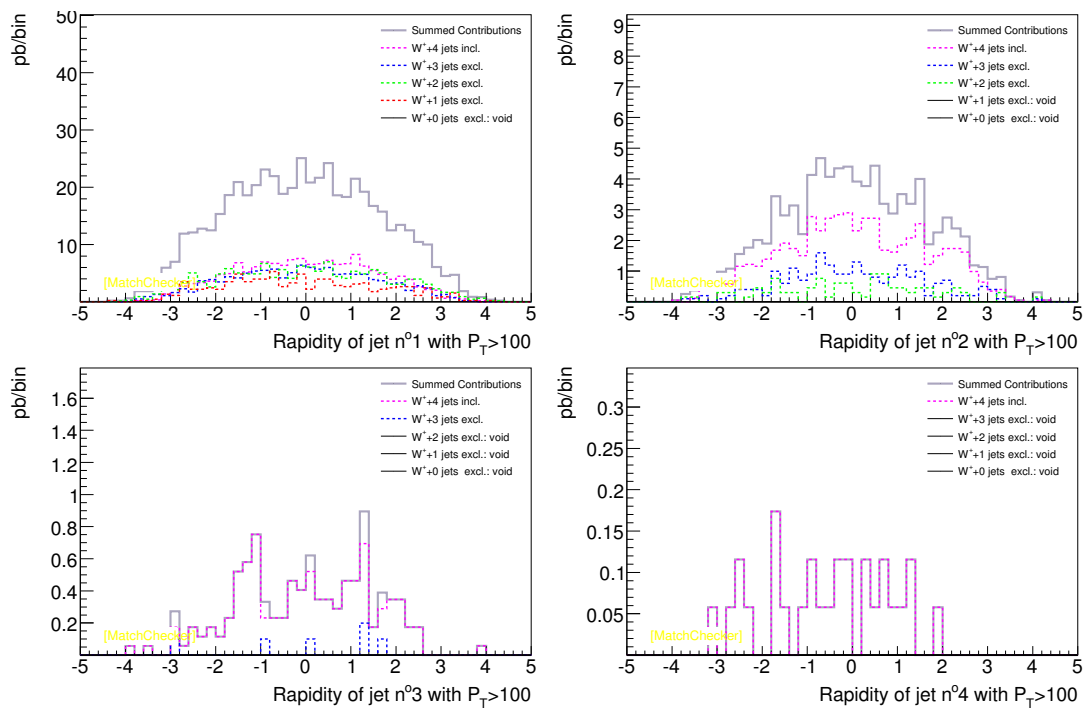 pb/bin
50
40
30
20
10
Summed Contributions
W⁺+4 jets incl.
W⁺+3 jets excl.
W⁺+2 jets excl.
W⁺+1 jets excl.
W⁺+0 jets excl.: void
[MatchChecker]
-5 -4 -3 -2 -1 0 1 2 3 4 5
Rapidity of jet nº1 with P_T>100
pb/bin
9
8
7
6
5
4
3
2
1
Summed Contributions
W⁺+4 jets incl.
W⁺+3 jets excl.
W⁺+2 jets excl.
W⁺+1 jets excl.: void
W⁺+0 jets excl.: void
[MatchChecker]
-5 -4 -3 -2 -1 0 1 2 3 4 5
Rapidity of jet nº2 with P_T>100
pb/bin
1.6
1.4
1.2
1
0.8
0.6
0.4
0.2
Summed Contributions
W⁺+4 jets incl.
W⁺+3 jets excl.
W⁺+2 jets excl.: void
W⁺+1 jets excl.: void
W⁺+0 jets excl.: void
[MatchChecker]
-5 -4 -3 -2 -1 0 1 2 3 4 5
Rapidity of jet nº3 with P_T>100
pb/bin
0.3
0.25
0.2
0.15
0.1
0.05
Summed Contributions
W⁺+4 jets incl.
W⁺+3 jets excl.: void
W⁺+2 jets excl.: void
W⁺+1 jets excl.: void
W⁺+0 jets excl.: void
[MatchChecker]
-5 -4 -3 -2 -1 0 1 2 3 4 5
Rapidity of jet nº4 with P_T>100